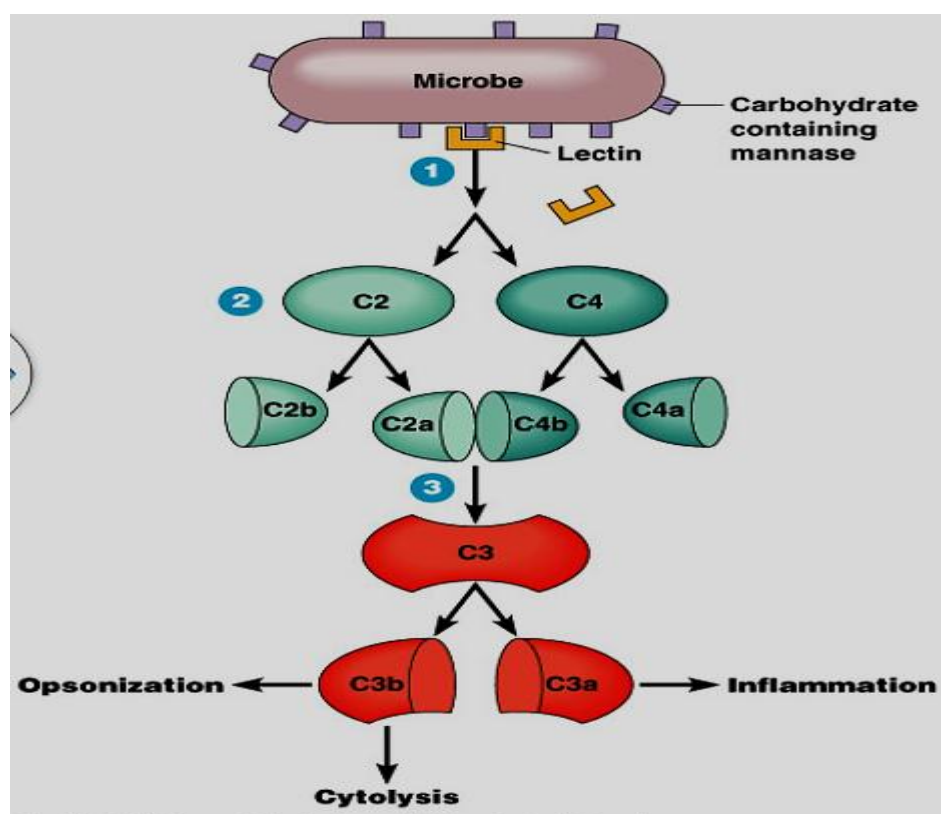 Microbe
Carbohydrate
containing
mannase
Lectin
1
2
C2
C4
C2b
C2a
C4b
C4a
3
C3
Opsonization
C3b
C3a
Inflammation
Cytolysis